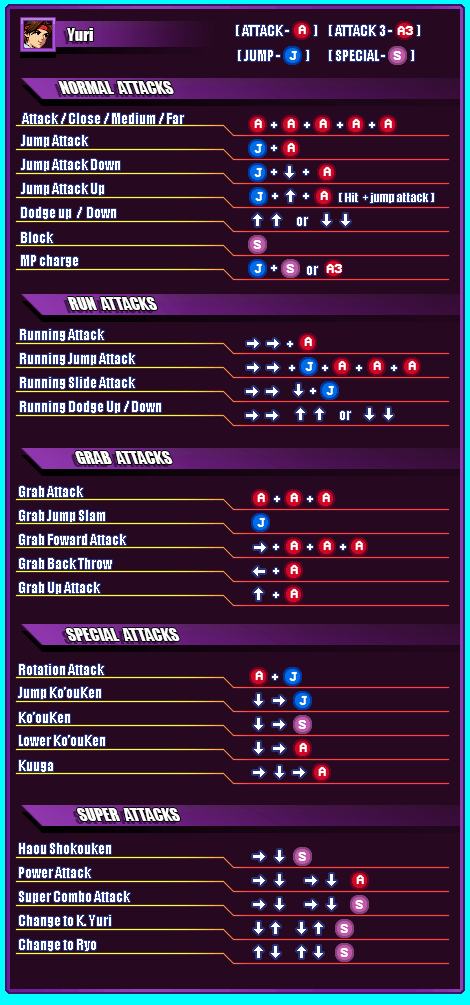 Yuri
[ ATTACK - A ] [ ATTACK 3 - A3 ]
[ JUMP - J ] [ SPECIAL - S ]
NORMAL ATTACKS
Attack / Close / Medium / Far A + A + A + A + A
Jump Attack J + A
Jump Attack Down J + ↓ + A
Jump Attack Up J + ↑ + A [ Hit + jump attack ]
Dodge up / Down ↑ ↑ or ↓ ↓
Block S
MP charge J + S or A3
RUN ATTACKS
Running Attack → → + A
Running Jump Attack → → + J + A + A + A
Running Slide Attack → → ↓ + J
Running Dodge Up / Down → → ↑ ↑ or ↓ ↓
GRAB ATTACKS
Grab Attack A + A + A
Grab Jump Slam J
Grab Foward Attack → + A + A + A
Grab Back Throw ← + A
Grab Up Attack ↑ + A
SPECIAL ATTACKS
Rotation Attack A + J
Jump Ko'ouKen ↓ → J
Ko'ouKen ↓ → S
Lower Ko'ouKen ↓ → A
Kuuga → ↓ → A
SUPER ATTACKS
Haou Shokouken → ↓ S
Power Attack → ↓ → ↓ A
Super Combo Attack → ↓ → ↓ S
Change to K. Yuri ↓ ↑ ↓ ↑ S
Change to Ryo ↑ ↓ ↑ ↓ S